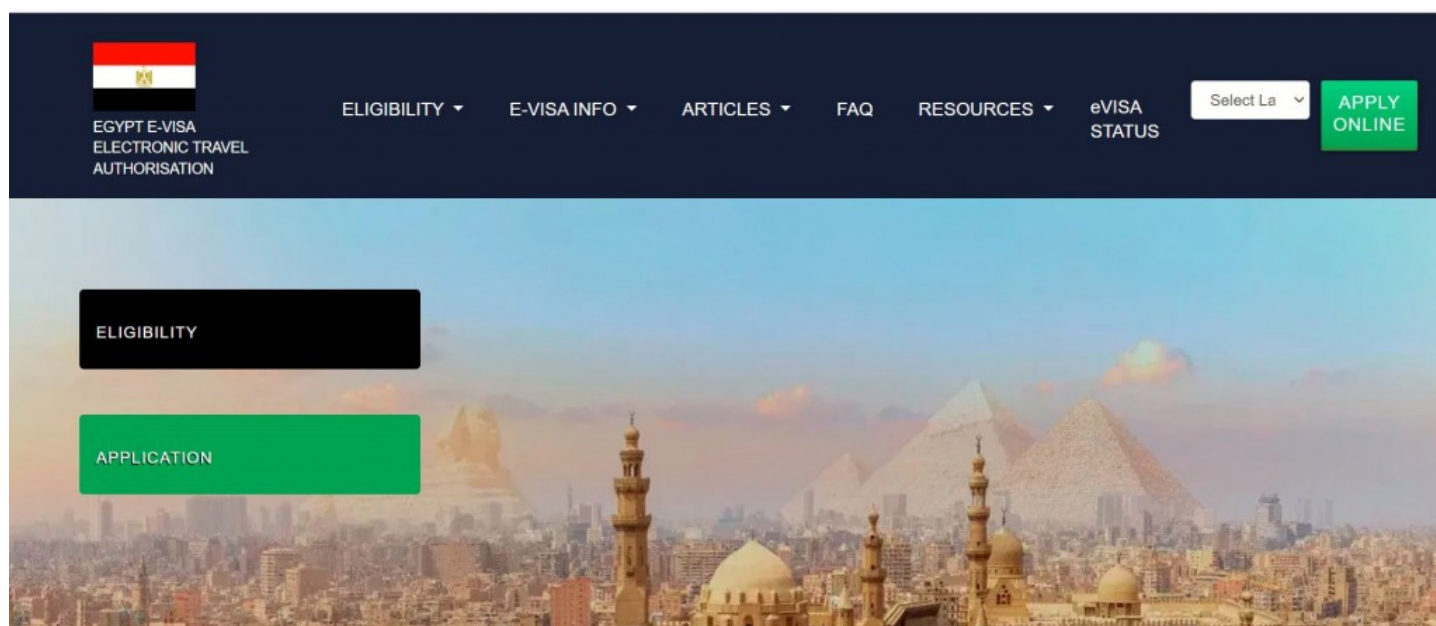 EGYPT E-VISA
ELECTRONIC TRAVEL
AUTHORISATION
ELIGIBILITY
E-VISA INFO
ARTICLES
FAQ
RESOURCES
eVISA
STATUS
Select La
APPLY
ONLINE
ELIGIBILITY
APPLICATION